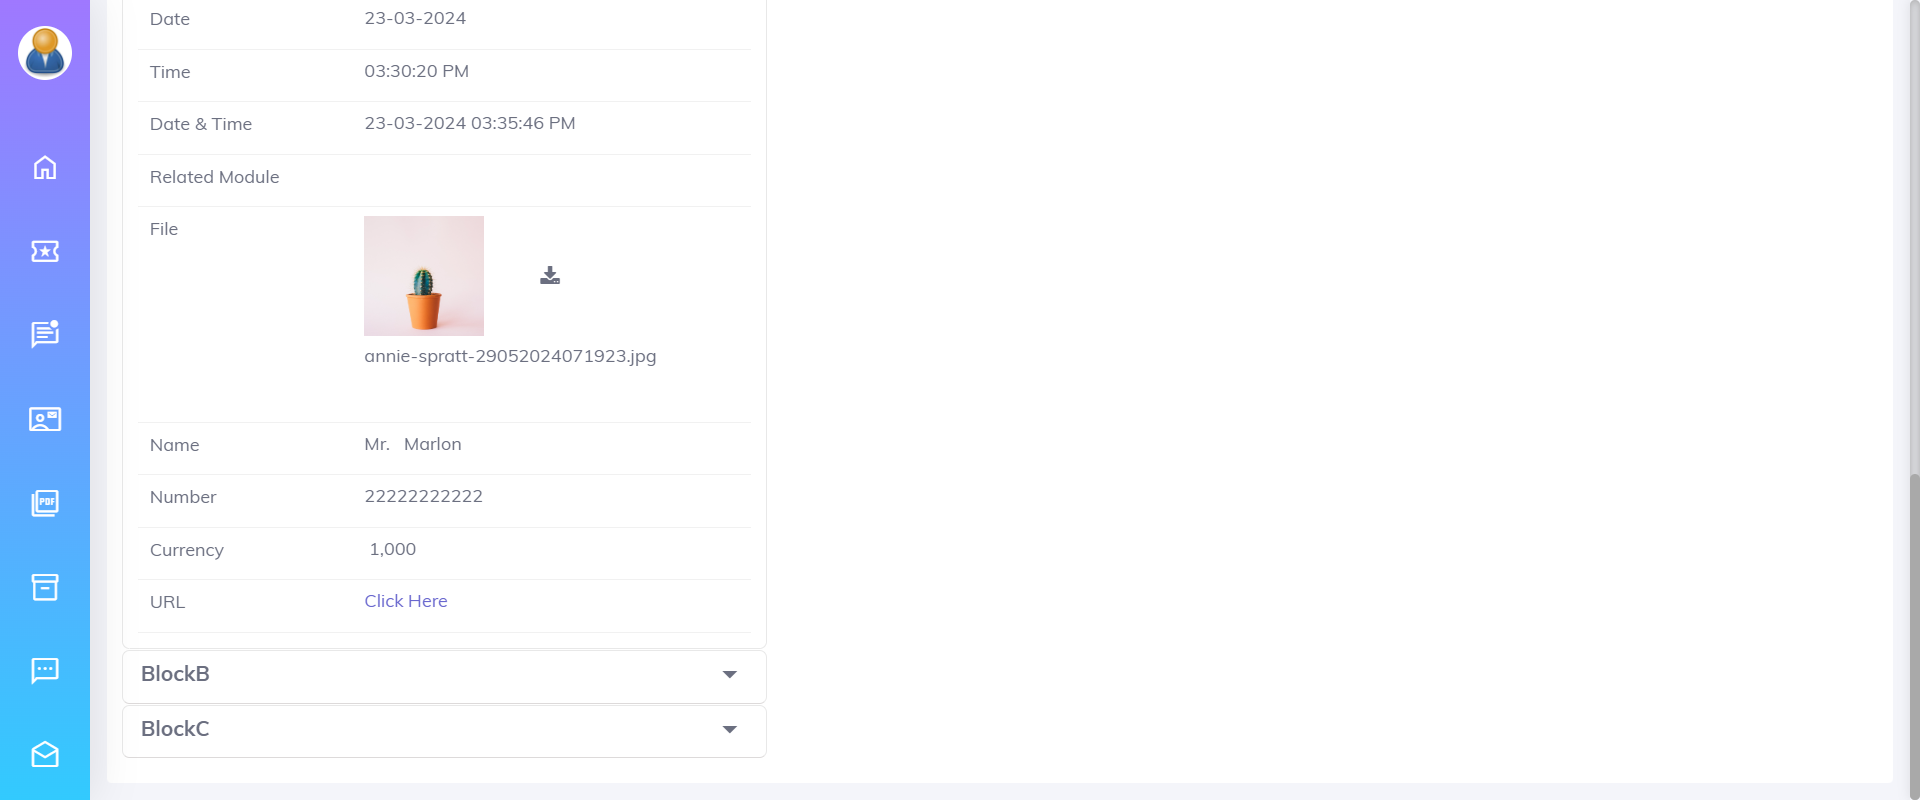 Date 23-03-2024
Time 03:30:20 PM
Date & Time 23-03-2024 03:35:46 PM
Related Module
File
annie-spratt-29052024071923.jpg
Name Mr. Marlon
Number 22222222222
Currency 1,000
URL Click Here
BlockB
BlockC
PDF